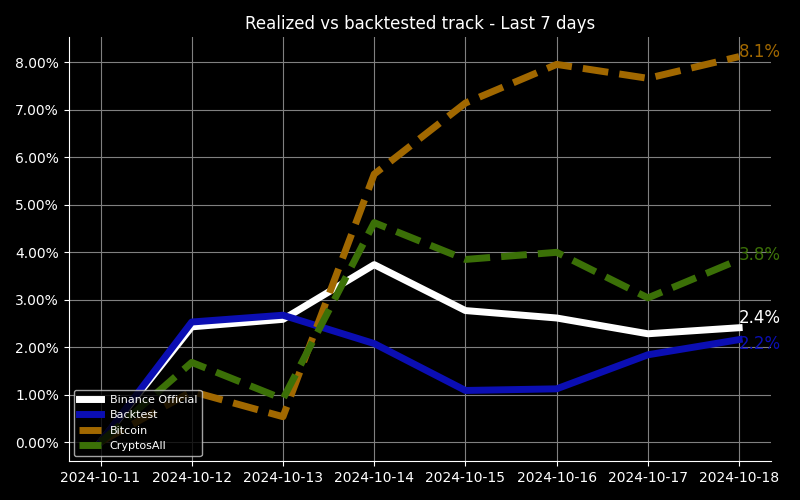 Realized vs backtested track - Last 7 days
8.00%
7.00%
6.00%
5.00%
4.00%
3.00%
2.00%
1.00%
0.00%
8.1%
3.8%
2.4%
2.2%
Binance Official
Backtest
Bitcoin
CryptosAll
2024-10-11 2024-10-12 2024-10-13 2024-10-14 2024-10-15 2024-10-16 2024-10-17 2024-10-18